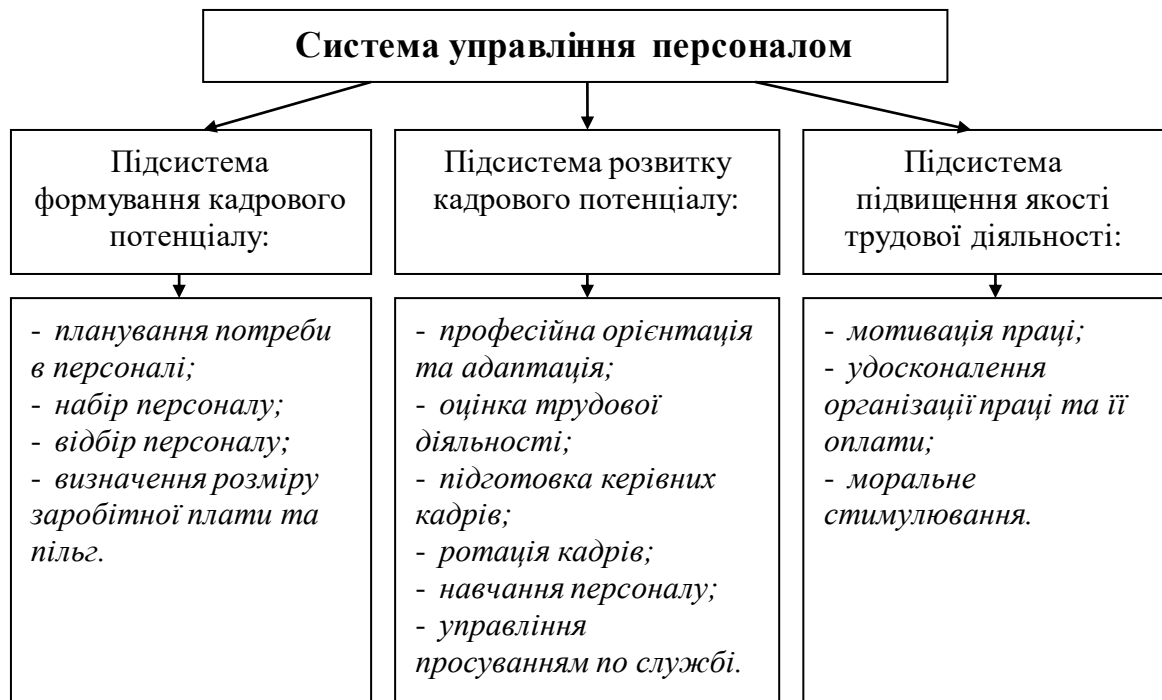 Система управління персоналом
Підсистема
формування кадрового
потенціалу:
Підсистема розвитку
кадрового потенціалу:
Підсистема
підвищення якості
трудової діяльності:
- планування потреби
в персоналі;
- набір персоналу;
- відбір персоналу;
- визначення розміру
заробітної плати та
пільг.
- професійна орієнтація
та адаптація;
- оцінка трудової
діяльності;
- підготовка керівних
кадрів;
- ротація кадрів;
- навчання персоналу;
- управління
просуванням по службі.
- мотивація праці;
- удосконалення
організації праці та її
оплати;
- моральне
стимулювання.